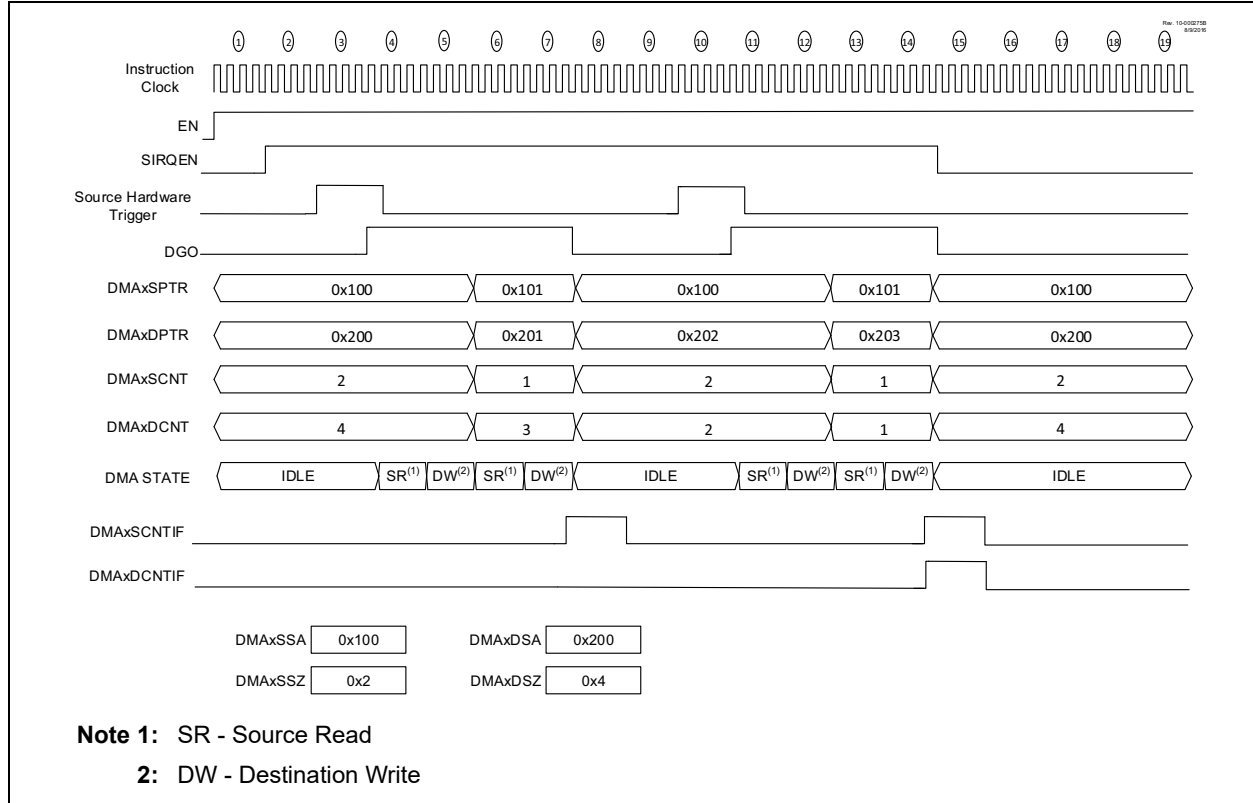 Rev. 10-000275B
8/9/2016
1 2 3 4 5 6 7 8 9 10 11 12 13 14 15 16 17 18 19
Instruction
Clock
EN
SIRQEN
Source Hardware
Trigger
DGO
DMAxSPTR 0x100 0x101 0x100 0x101 0x100
DMAxDPTR 0x200 0x201 0x202 0x203 0x200
DMAxSCNT 2 1 2 1 2
DMAxDCNT 4 3 2 1 4
DMA STATE IDLE SR(1) DW(2) SR(1) DW(2) IDLE SR(1) DW(2) SR(1) DW(2) IDLE
DMAxSCNTIF
DMAxDCNTIF
DMAxSSA 0x100 DMAxDSA 0x200
DMAxSSZ 0x2 DMAxDSZ 0x4
Note 1: SR - Source Read
2: DW - Destination Write